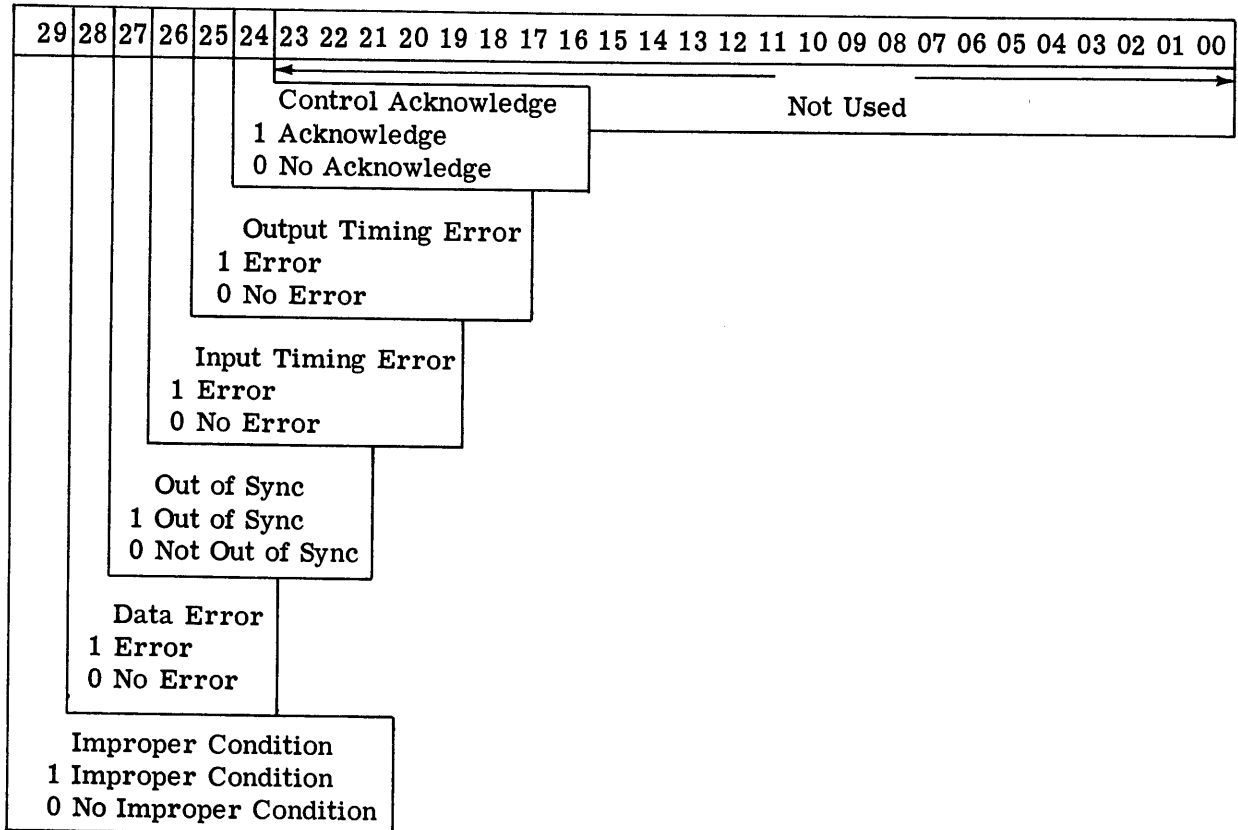 29 28 27 26 25 24 23 22 21 20 19 18 17 16 15 14 13 12 11 10 09 08 07 06 05 04 03 02 01 00
Control Acknowledge
Not Used
1 Acknowledge
0 No Acknowledge
Output Timing Error
1 Error
0 No Error
Input Timing Error
1 Error
0 No Error
Out of Sync
1 Out of Sync
0 Not Out of Sync
Data Error
1 Error
0 No Error
Improper Condition
1 Improper Condition
0 No Improper Condition